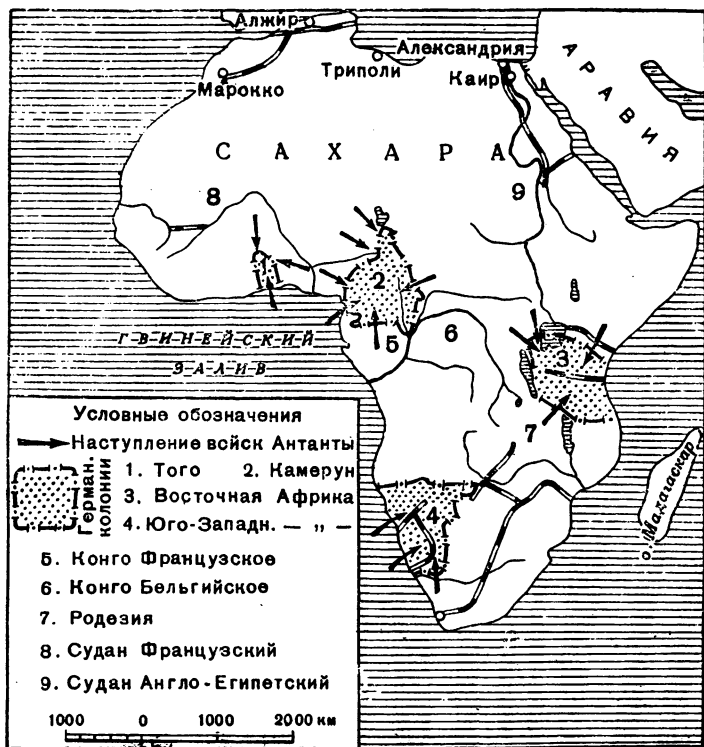 Алжир
Марокко
Триполи
Александрия
Каир
АРАВИЯ
САХАРА
8
9
1
2
5
6
3
7
4
ГВИНЕЙСКИЙ
ЗАЛИВ
о. Мадагаскар
Условные обозначения
Наступление войск Антанты
Герман. колонии
1. Того 2. Камерун
3. Восточная Африка
4. Юго-Западн. — „ —
5. Конго Французское
6. Конго Бельгийское
7. Родезия
8. Судан Французский
9. Судан Англо-Египетский
1000 0 1000 2000 км